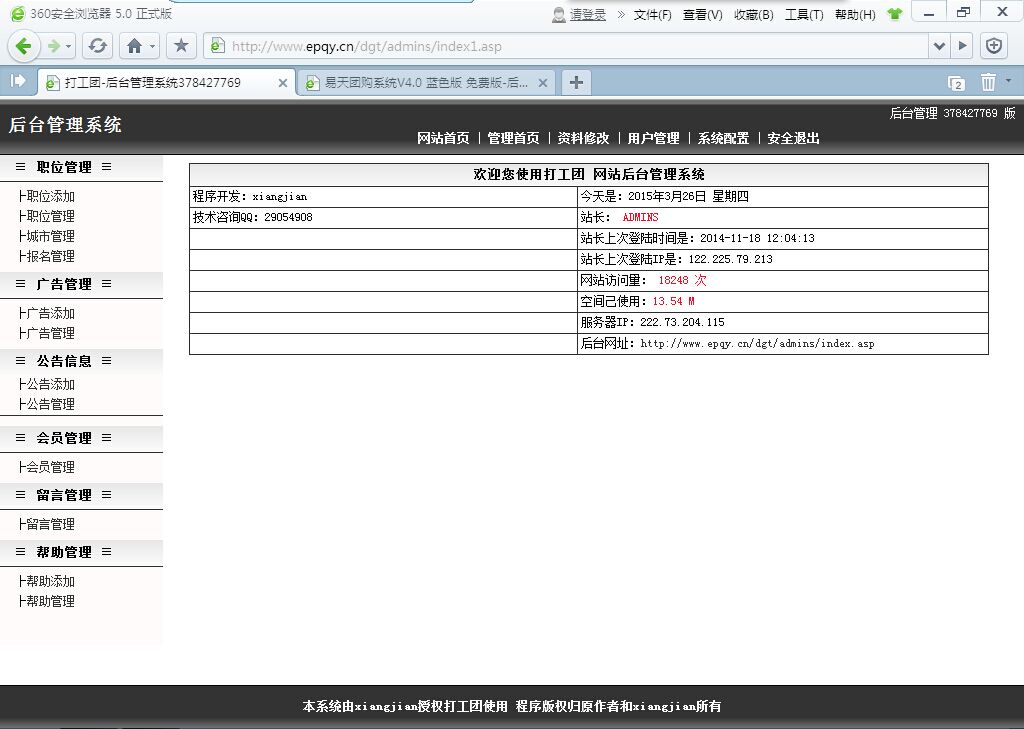 360安全浏览器 5.0 正式版
请登录 » 文件(F) 查看(V) 收藏(B) 工具(T) 帮助(H)
http://www.epqy.cn/dgt/admins/index1.asp
打工团-后台管理系统378427769
易天团购系统V4.0 蓝色版 免费版-后...
2
后台管理 378427769 版
后台管理系统
网站首页 | 管理首页 | 资料修改 | 用户管理 | 系统配置 | 安全退出
≡ 职位管理 ≡
├职位添加
├职位管理
├城市管理
├报名管理
≡ 广告管理 ≡
├广告添加
├广告管理
≡ 公告信息 ≡
├公告添加
├公告管理
≡ 会员管理 ≡
├会员管理
≡ 留言管理 ≡
├留言管理
≡ 帮助管理 ≡
├帮助添加
├帮助管理
欢迎您使用打工团 网站后台管理系统
程序开发：xiangjian
今天是：2015年3月26日 星期四
技术咨询QQ：29054908
站长： ADMINS
站长上次登陆时间是：2014-11-18 12:04:13
站长上次登陆IP是：122.225.79.213
网站访问量： 18248 次
空间己使用：13.54 M
服务器IP：222.73.204.115
后台网址：http://www.epqy.cn/dgt/admins/index.asp
本系统由xiangjian授权打工团使用 程序版权归原作者和xiangjian所有